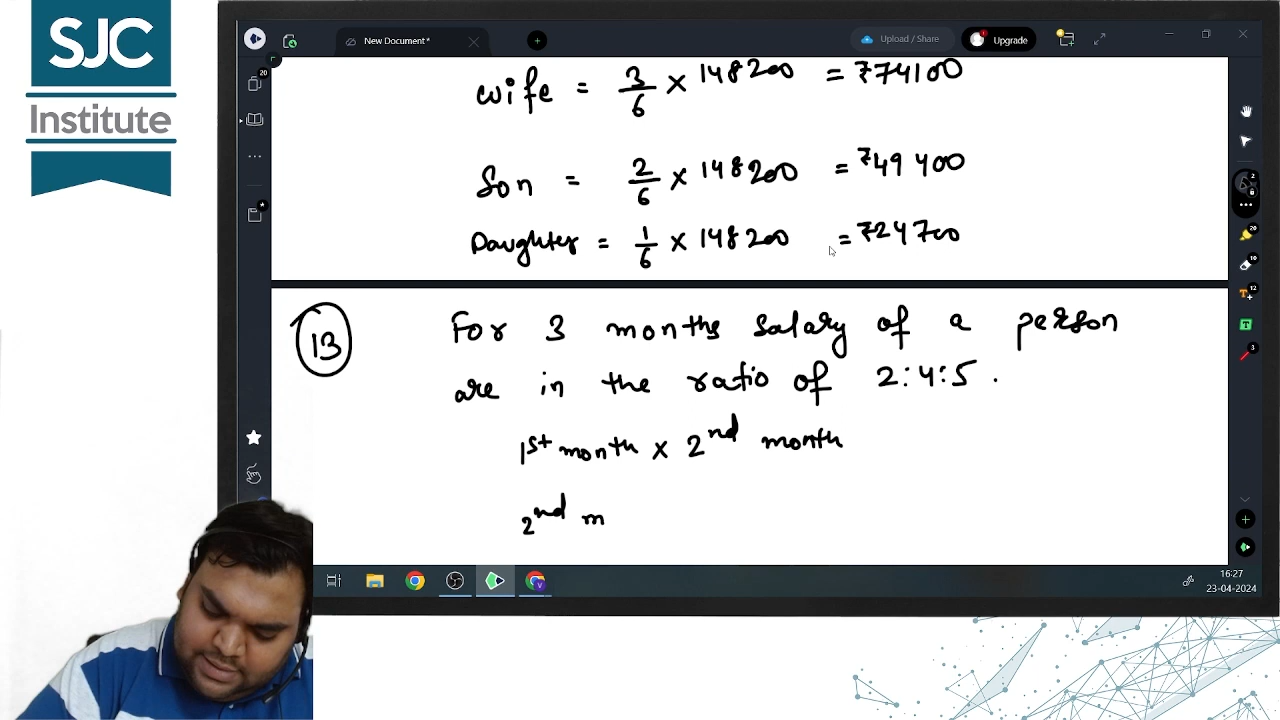 SJC
Institute
New Document*
Upload / Share
Upgrade
wife = 3/6 × 148200 = ₹74100
Son = 2/6 × 148200 = ₹49400
Daughter = 1/6 × 148200 = ₹24700
13
For 3 months salary of a person
are in the ratio of 2:4:5.
1st month × 2nd month
2nd m
16:27
23-04-2024